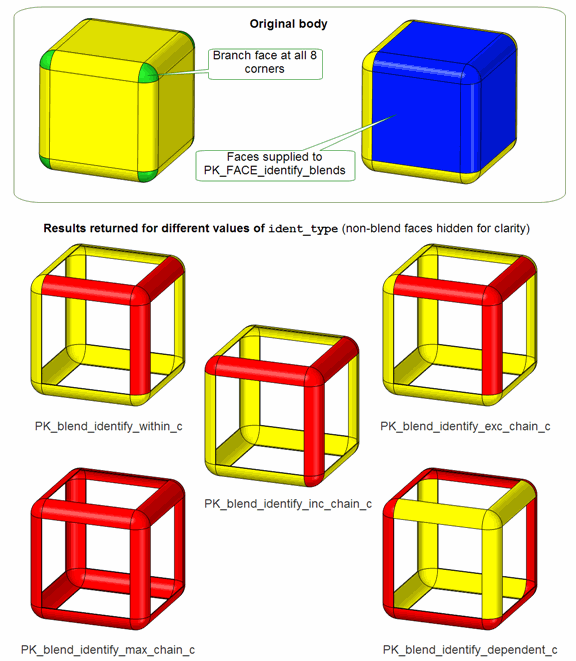 Original body
Branch face at all 8
corners
Faces supplied to
PK_FACE_identify_blends
Results returned for different values of ident_type (non-blend faces hidden for clarity)
PK_blend_identify_within_c
PK_blend_identify_exc_chain_c
PK_blend_identify_inc_chain_c
PK_blend_identify_max_chain_c
PK_blend_identify_dependent_c